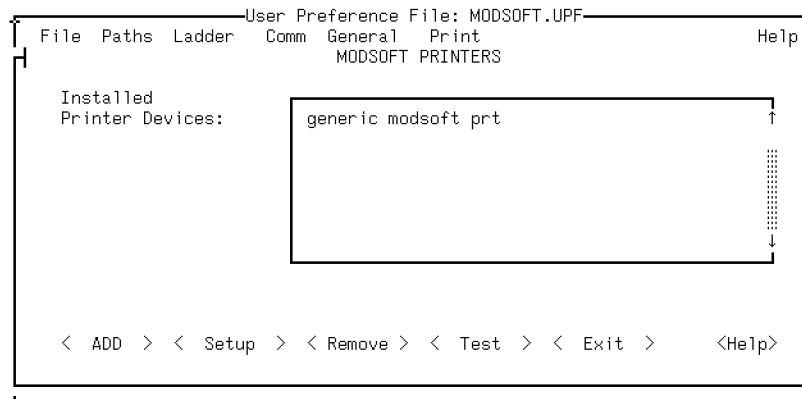 User Preference File: MODSOFT.UPF
File Paths Ladder Comm General Print Help
MODSOFT PRINTERS
Installed
Printer Devices: generic modsoft prt ↑
↓
< ADD > < Setup > < Remove > < Test > < Exit > <Help>